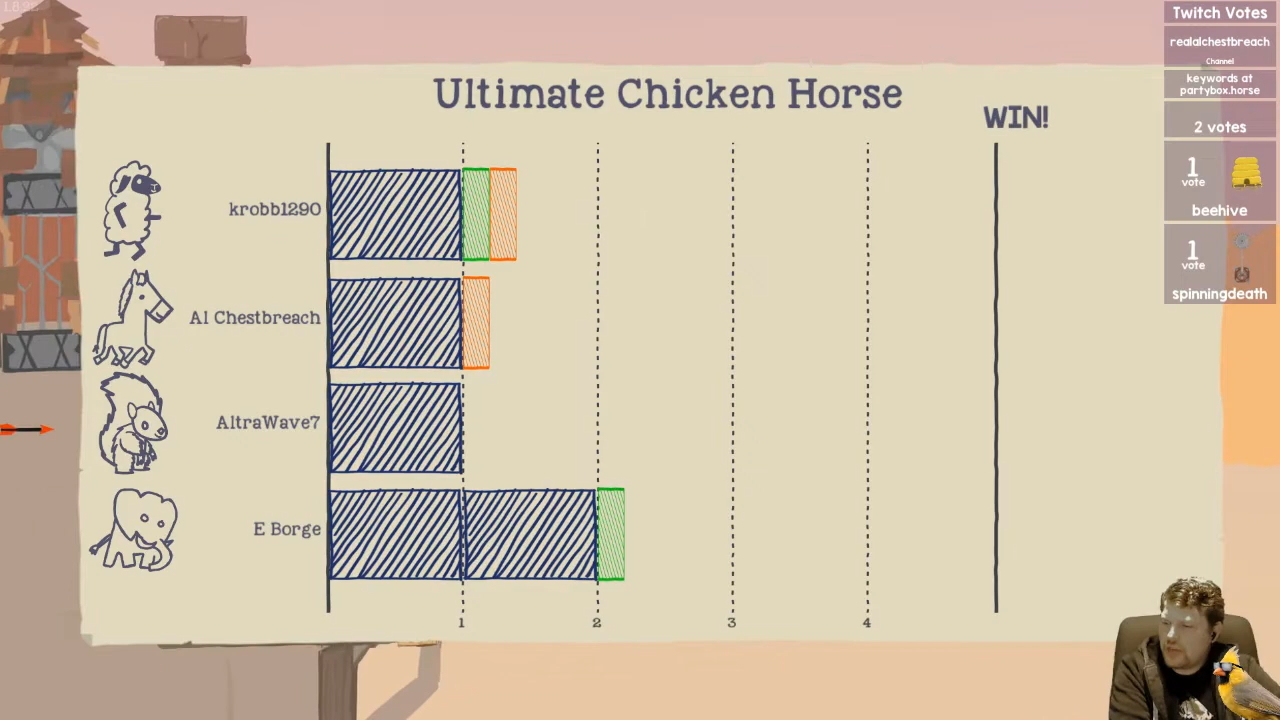 Ultimate Chicken Horse
WIN!
krobb1290
Al Chestbreach
AltraWave7
E Borge
1
2
3
4
Twitch Votes
realalchestbreach
Channel
keywords at
partybox.horse
2 votes
1
vote
beehive
1
vote
spinningdeath